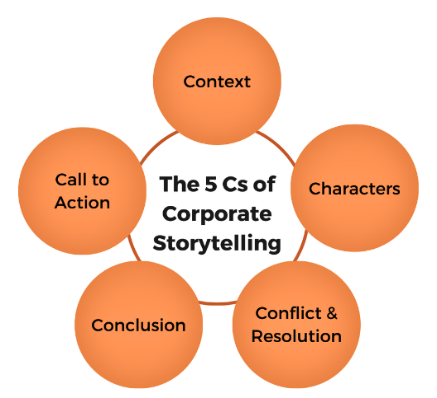 Context
The 5 Cs of
Corporate
Storytelling
Characters
Conflict &
Resolution
Conclusion
Call to
Action